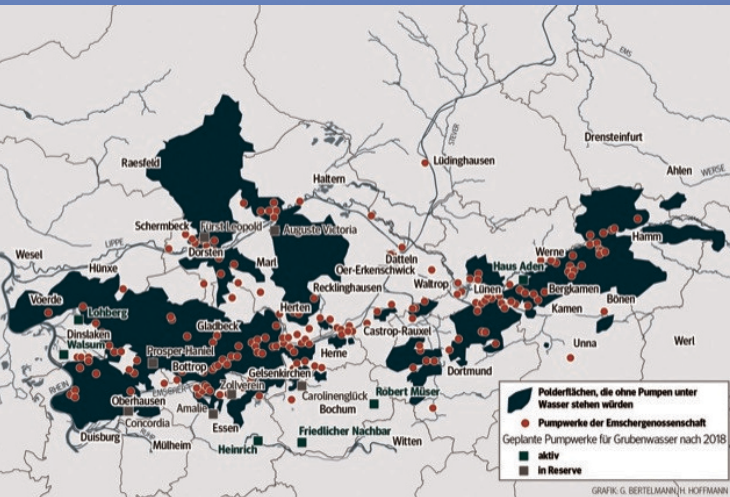 EMS
STEVER
Drensteinfurt
Raesfeld
Lüdinghausen
Ahlen
WERSE
Haltern
Schermbeck
Fürst Leopold
Auguste Victoria
LIPPE
Dorsten
Hamm
Wesel
Marl
Datteln
Werne
Hünxe
Oer-Erkenschwick
Haus Aden
Recklinghausen
Waltrop
Lünen
Bergkamen
Voerde
Bönen
Lohberg
Herten
Kamen
Gladbeck
Castrop-Rauxel
Dinslaken
Walsum
Unna
Werl
Prosper Haniel
Herne
Bottrop
Gelsenkirchen
Dortmund
RHEIN
Zollverein
EMSCHER
Carolinenglück
Robert Müser
Oberhausen
Amalie
Bochum
Concordia
Essen
Friedlicher Nachbar
Duisburg
RUHR
Mülheim
Heinrich
Witten
Polderflächen, die ohne Pumpen unter
Wasser stehen würden
Pumpwerke der Emschergenossenschaft
Geplante Pumpwerke für Grubenwasser nach 2018
aktiv
in Reserve
GRAFIK: G. BERTELMANN, H. HOFFMANN